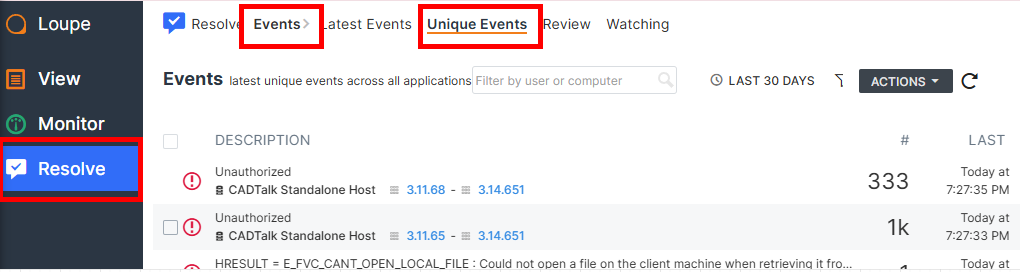 Loupe
View
Monitor
Resolve
Resolve Events Latest Events Unique Events Review Watching
Events latest unique events across all applications Filter by user or computer LAST 30 DAYS ACTIONS
DESCRIPTION # LAST
Unauthorized
CADTalk Standalone Host 3.11.68 - 3.14.651
333
Today at
7:27:35 PM
Unauthorized
CADTalk Standalone Host 3.11.65 - 3.14.651
1k
Today at
7:27:33 PM
HRESULT = E_FVC_CANT_OPEN_LOCAL_FILE : Could not open a file on the client machine when retrieving it fro...
Today at